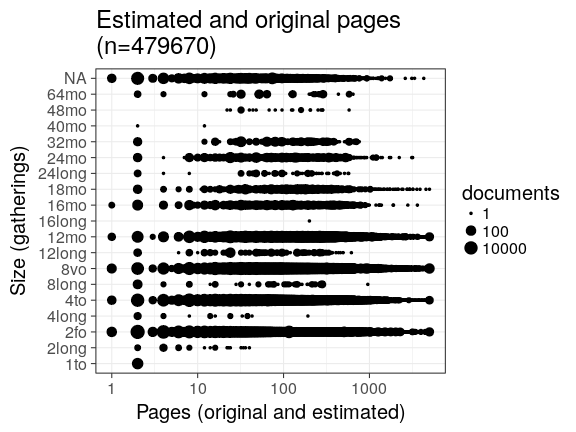 Estimated and original pages
(n=479670)
NA
64mo
48mo
40mo
32mo
24mo
24long
18mo
16mo
16long
12mo
12long
8vo
8long
4to
4long
2fo
2long
1to
Size (gatherings)
1
10
100
1000
Pages (original and estimated)
documents
1
100
10000